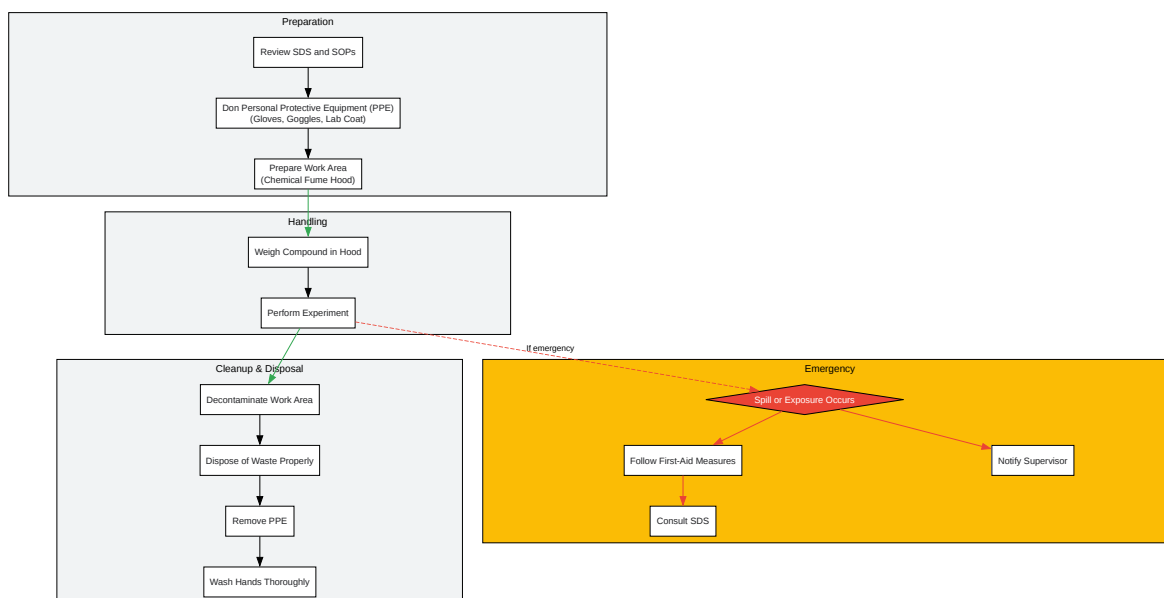 Preparation
Review SDS and SOPs
Don Personal Protective Equipment (PPE)
(Gloves, Goggles, Lab Coat)
Prepare Work Area
(Chemical Fume Hood)
Handling
Weigh Compound in Hood
Perform Experiment
If emergency
Cleanup & Disposal
Decontaminate Work Area
Dispose of Waste Properly
Remove PPE
Wash Hands Thoroughly
Emergency
Spill or Exposure Occurs
Follow First-Aid Measures
Notify Supervisor
Consult SDS